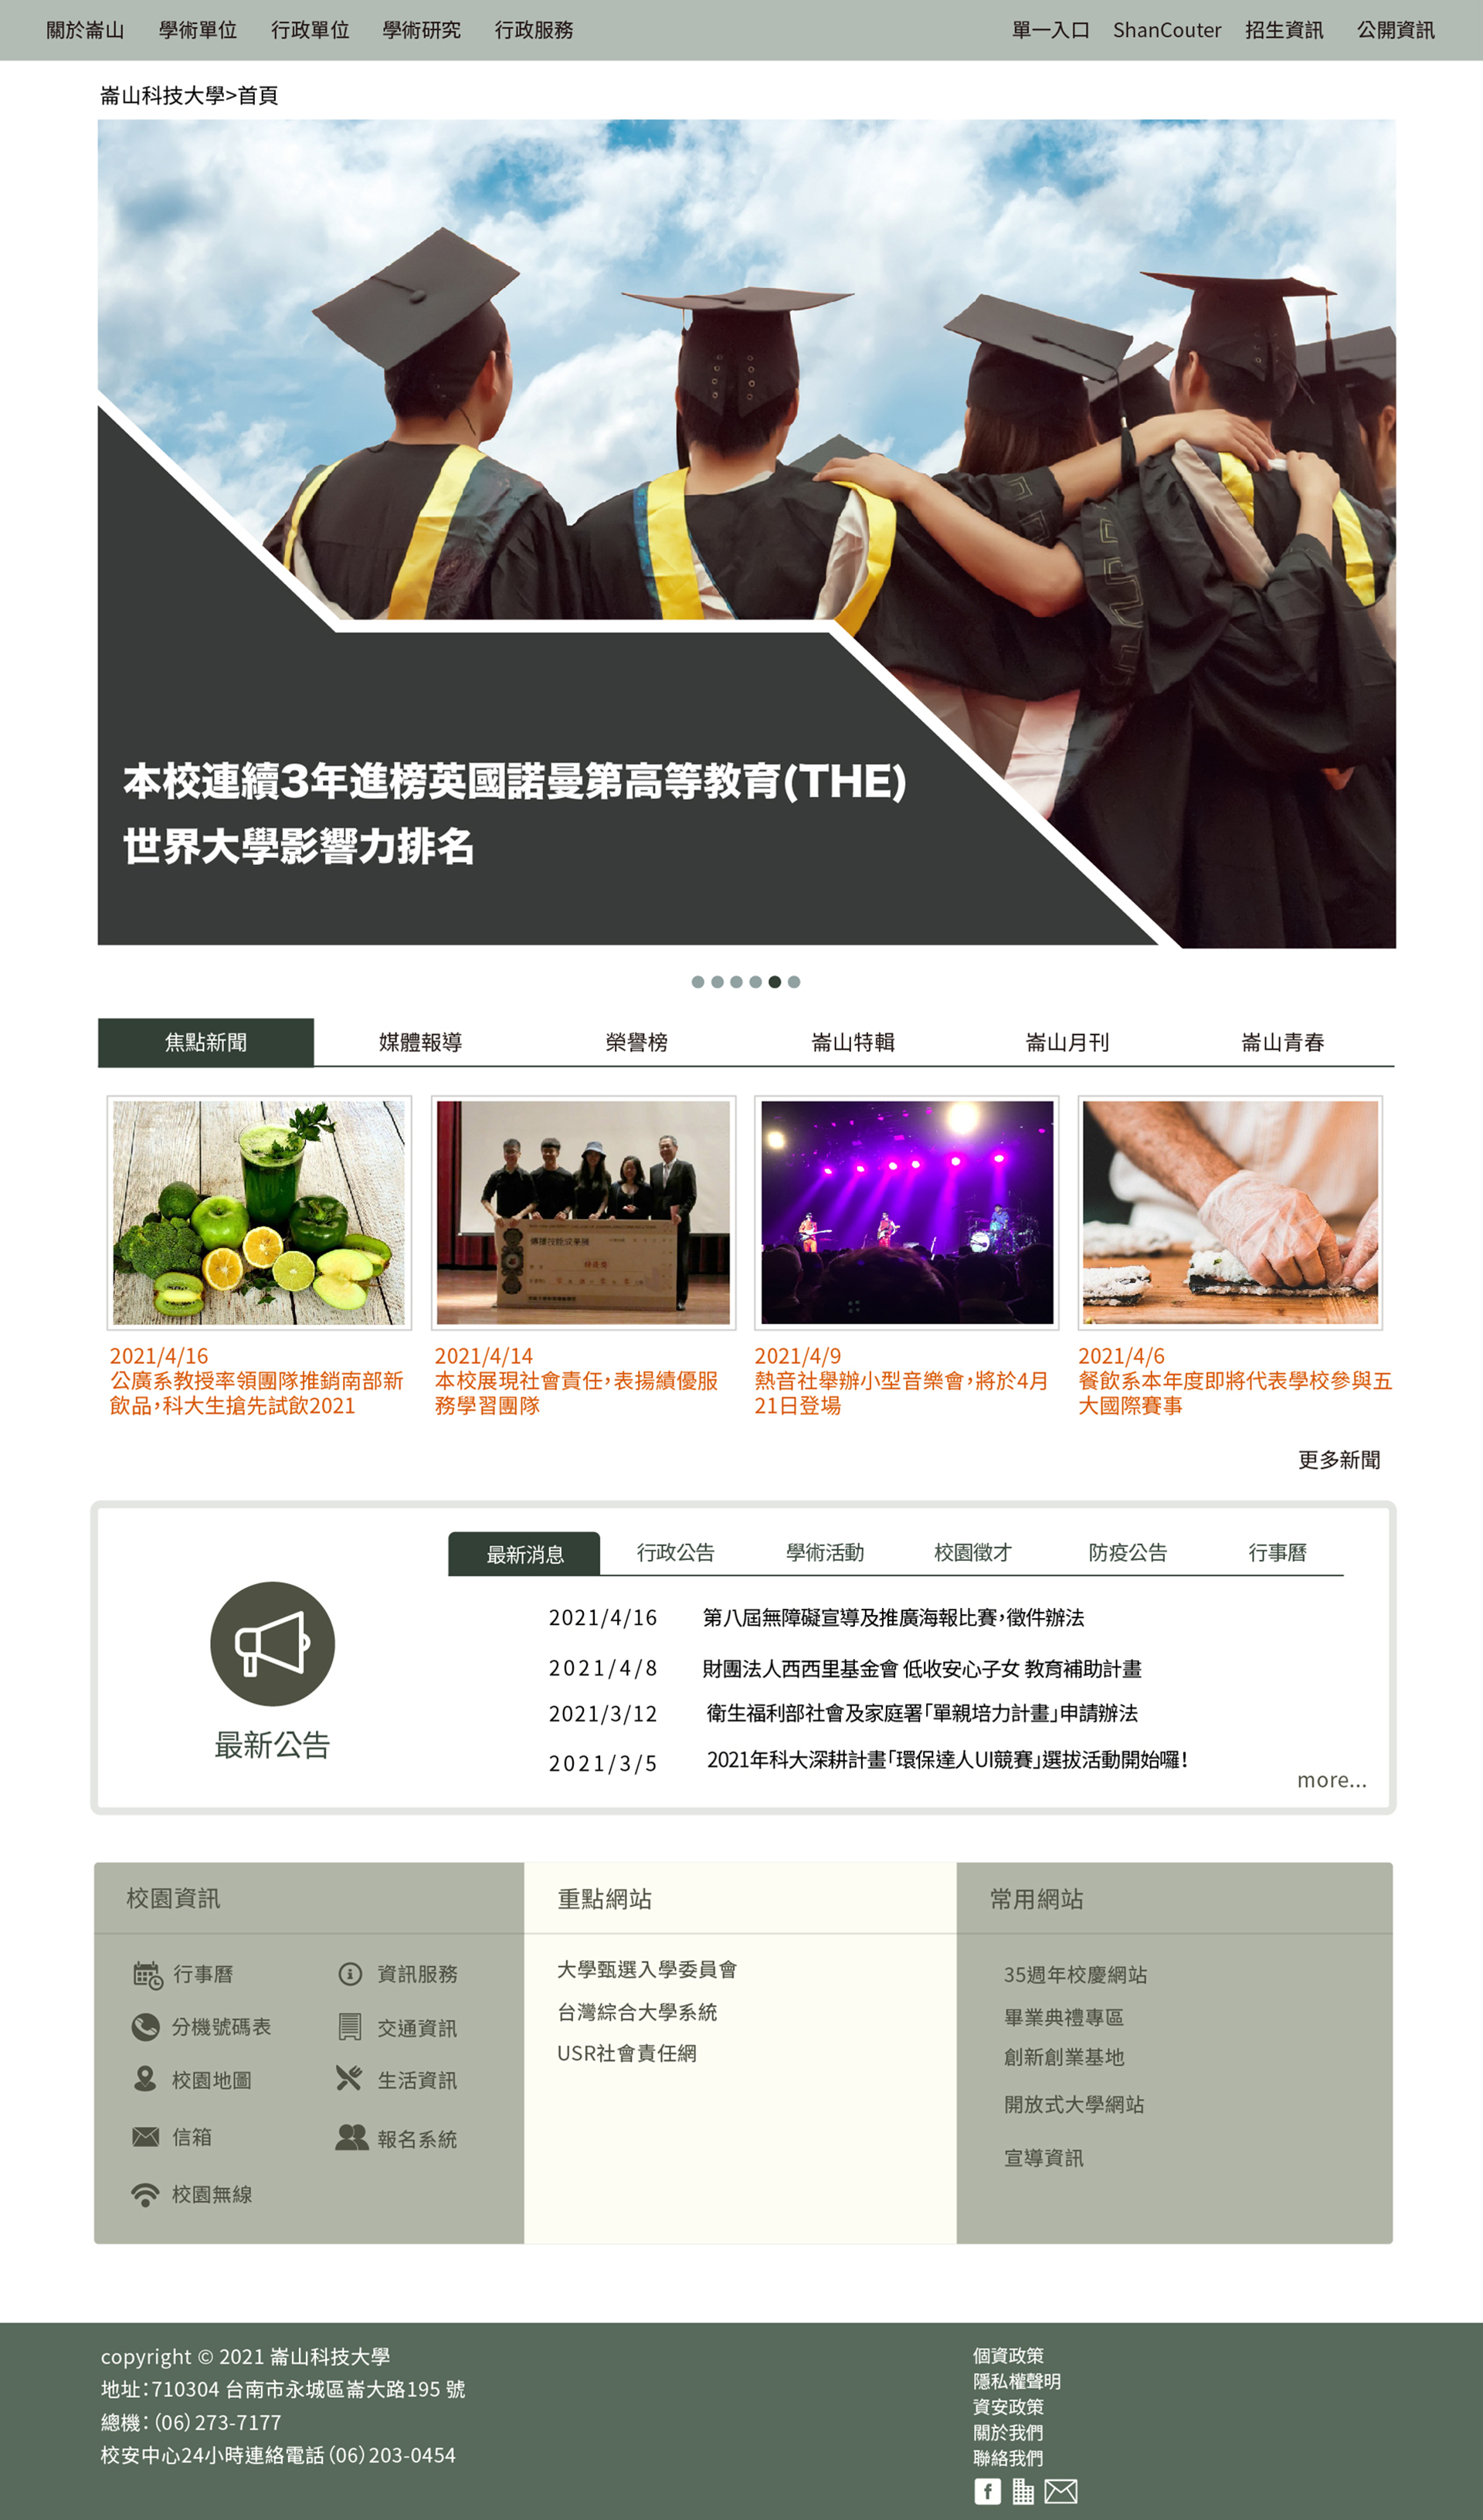 關於崙山 學術單位 行政單位 學術研究 行政服務 單一入口 ShanCouter 招生資訊 公開資訊
崙山科技大學>首頁
本校連續3年進榜英國諾曼第高等教育(THE)
世界大學影響力排名
焦點新聞 媒體報導 榮譽榜 崙山特輯 崙山月刊 崙山青春
2021/4/16
公廣系教授率領團隊推銷南部新
飲品，科大生搶先試飲2021
2021/4/14
本校展現社會責任，表揚績優服
務學習團隊
2021/4/9
熱音社舉辦小型音樂會，將於4月
21日登場
2021/4/6
餐飲系本年度即將代表學校參與五
大國際賽事
更多新聞
最新公告
最新消息 行政公告 學術活動 校園徵才 防疫公告 行事曆
2021/4/16 第八屆無障礙宣導及推廣海報比賽，徵件辦法
2021/4/8 財團法人西西里基金會 低收安心子女 教育補助計畫
2021/3/12 衛生福利部社會及家庭署「單親培力計畫」申請辦法
2021/3/5 2021年科大深耕計畫「環保達人UI競賽」選拔活動開始囉！
more...
校園資訊
行事曆 資訊服務
分機號碼表 交通資訊
校園地圖 生活資訊
信箱 報名系統
校園無線
重點網站
大學甄選入學委員會
台灣綜合大學系統
USR社會責任網
常用網站
35週年校慶網站
畢業典禮專區
創新創業基地
開放式大學網站
宣導資訊
copyright © 2021 崙山科技大學
地址：710304 台南市永城區崙大路195 號
總機：（06）273-7177
校安中心24小時連絡電話（06）203-0454
個資政策
隱私權聲明
資安政策
關於我們
聯絡我們